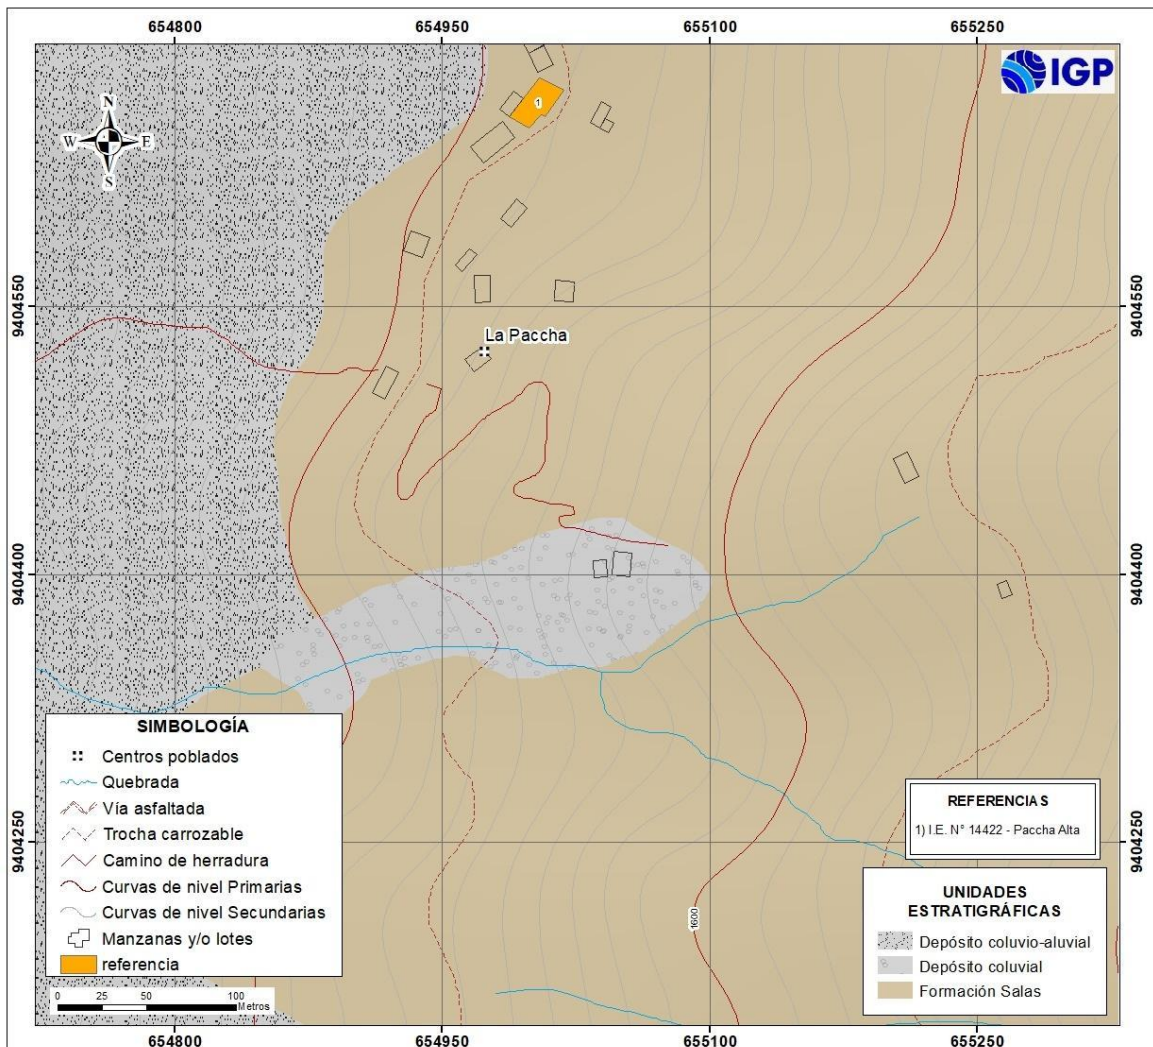 654800 654950 655100 655250
IGP
N
W E
S
1
9404550 9404550
La Paccha
9404400 9404400
SIMBOLOGÍA
Centros poblados
Quebrada
Vía asfaltada
Trocha carrozable
Camino de herradura
Curvas de nivel Primarias
Curvas de nivel Secundarias
Manzanas y/o lotes
referencia
0 25 50 100
Metros
REFERENCIAS
1) I.E. N° 14422 - Paccha Alta
9404250 9404250
UNIDADES
ESTRATIGRÁFICAS
Depósito coluvio-aluvial
Depósito coluvial
Formación Salas
1600
654800 654950 655100 655250